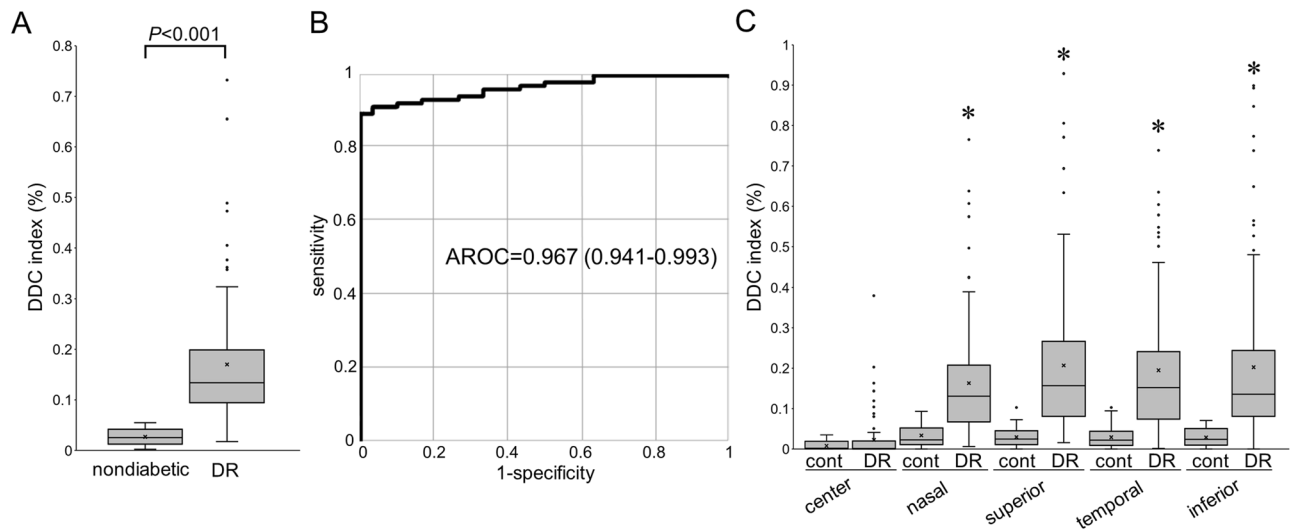 A
P<0.001
DDC index (%)
0.8
0.7
0.6
0.5
0.4
0.3
0.2
0.1
0
nondiabetic DR
B
sensitivity
1
0.8
0.6
0.4
0.2
0
AROC=0.967 (0.941-0.993)
0 0.2 0.4 0.6 0.8 1
1-specificity
C
DDC index (%)
1
0.9
0.8
0.7
0.6
0.5
0.4
0.3
0.2
0.1
0
* * * *
cont DR cont DR cont DR cont DR cont DR
center nasal superior temporal inferior